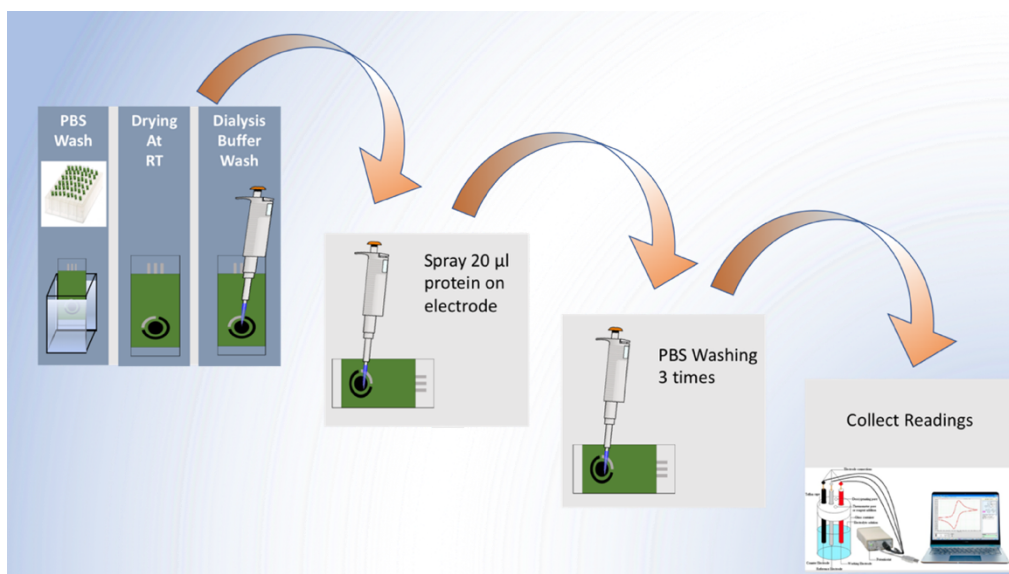 PBS
Wash
Drying
At
RT
Dialysis
Buffer
Wash
Spray 20 µl
protein on
electrode
PBS Washing
3 times
Collect Readings